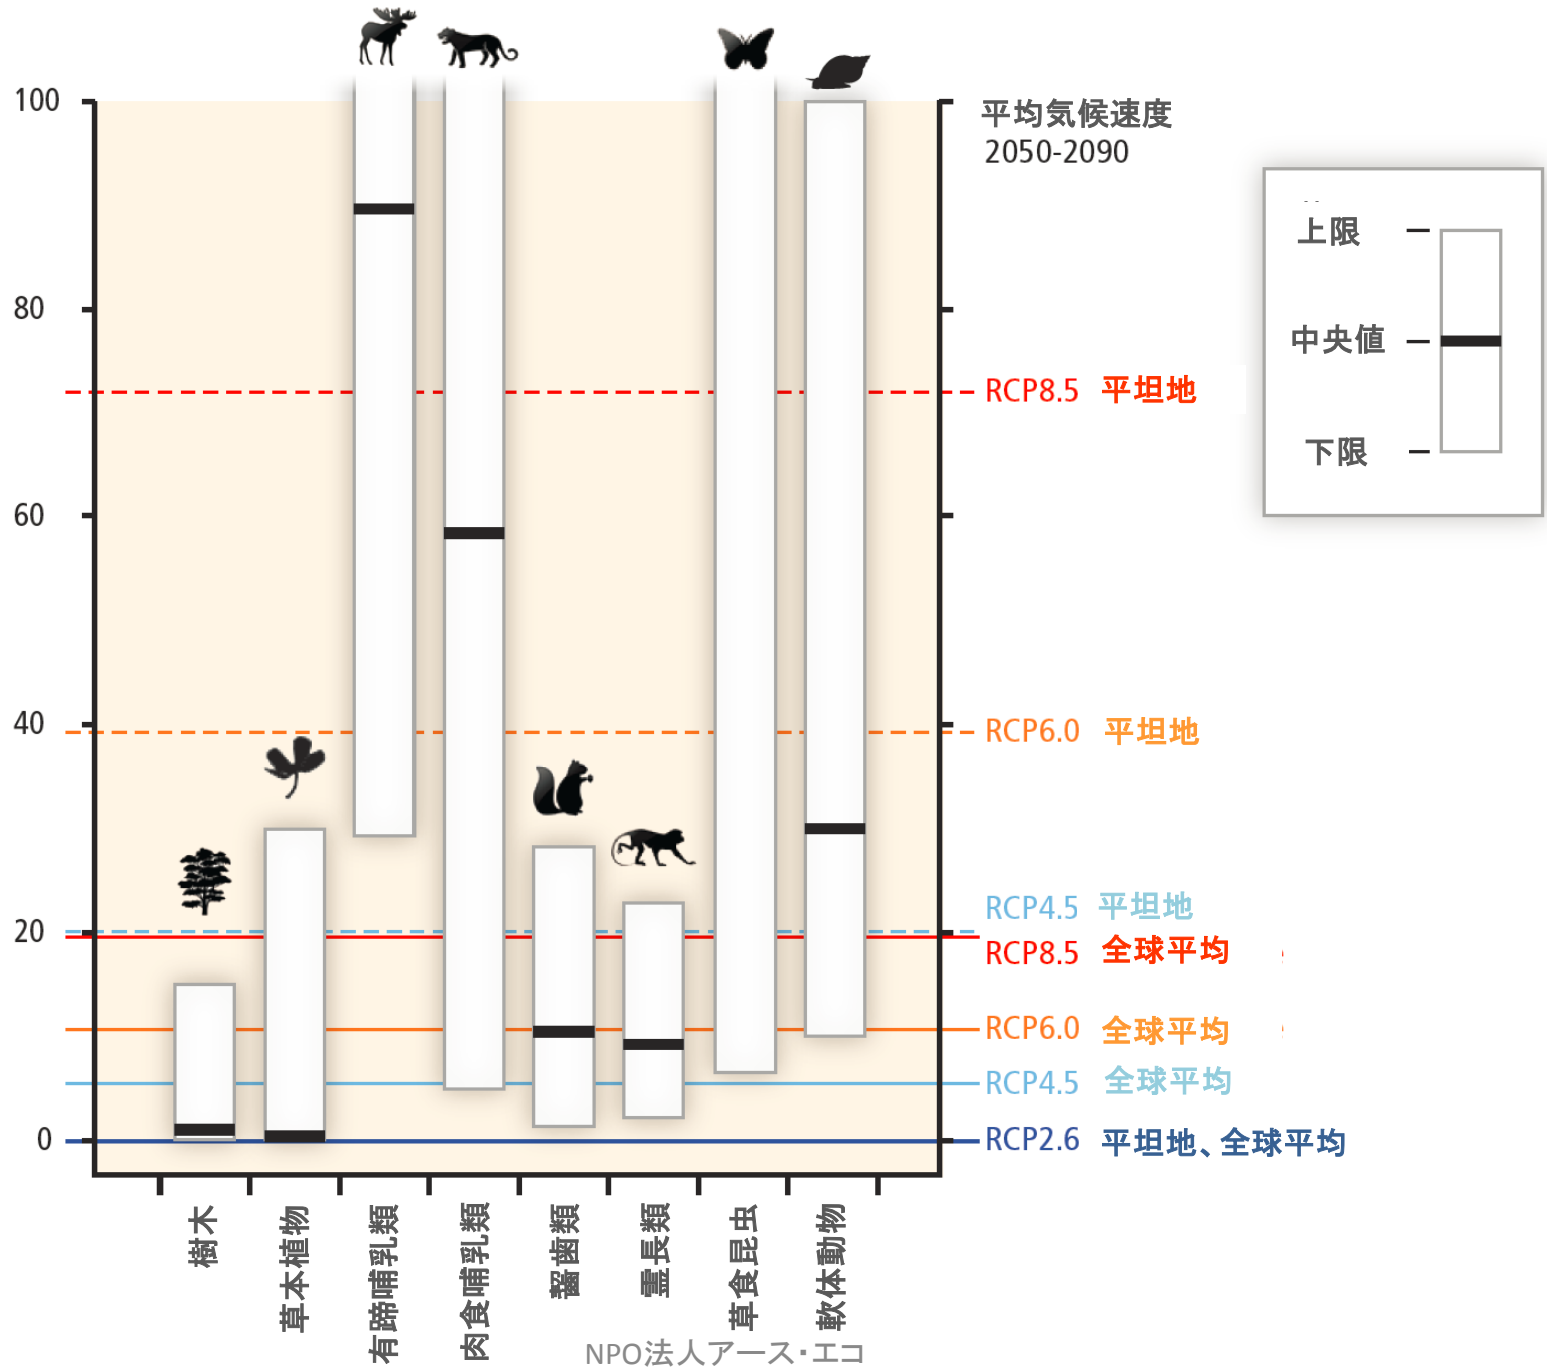 100
80
60
40
20
0
平均気候速度
2050-2090
上限
中央値
下限
RCP8.5 平坦地
RCP6.0 平坦地
RCP4.5 平坦地
RCP8.5 全球平均
RCP6.0 全球平均
RCP4.5 全球平均
RCP2.6 平坦地、全球平均
樹木
草本植物
有蹄哺乳類
肉食哺乳類
齧歯類
霊長類
草食昆虫
軟体動物
NPO法人アース・エコ